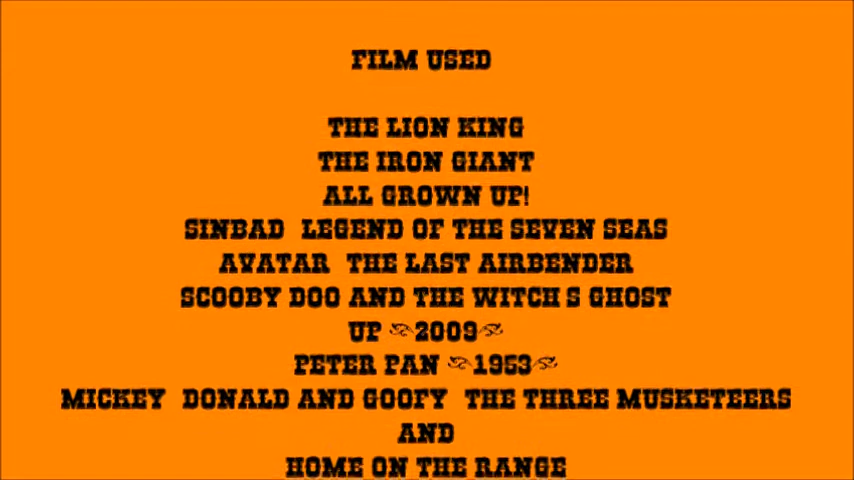 FILM USED
THE LION KING
THE IRON GIANT
ALL GROWN UP!
SINBAD LEGEND OF THE SEVEN SEAS
AVATAR THE LAST AIRBENDER
SCOOBY DOO AND THE WITCH S GHOST
UP 2009
PETER PAN 1953
MICKEY DONALD AND GOOFY THE THREE MUSKETEERS
AND
HOME ON THE RANGE